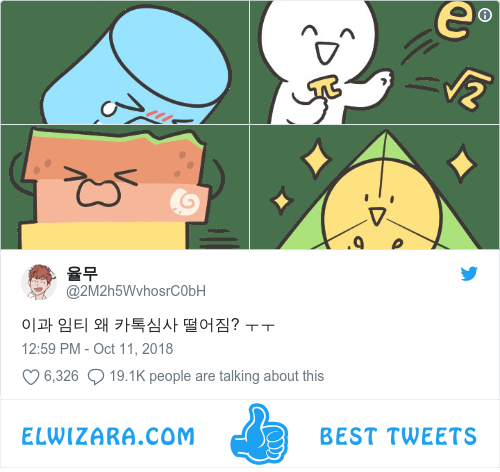 e
π
√2
율무
@2M2h5WvhosrC0bH
이과 임티 왜 카톡심사 떨어짐? ㅜㅜ
12:59 PM - Oct 11, 2018
6,326 19.1K people are talking about this
ELWIZARA.COM BEST TWEETS